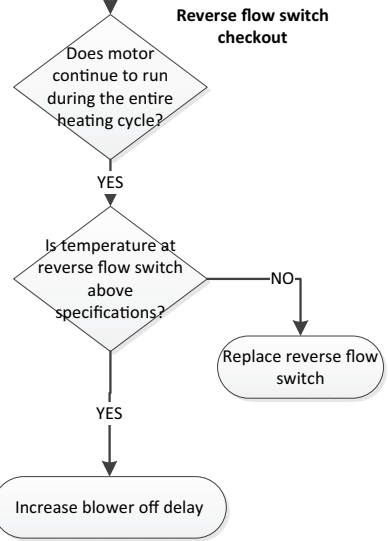 Reverse flow switch
checkout
Does motor
continue to run
during the entire
heating cycle?
YES
Is temperature at
reverse flow switch
above
specifications?
NO
Replace reverse flow
switch
YES
Increase blower off delay